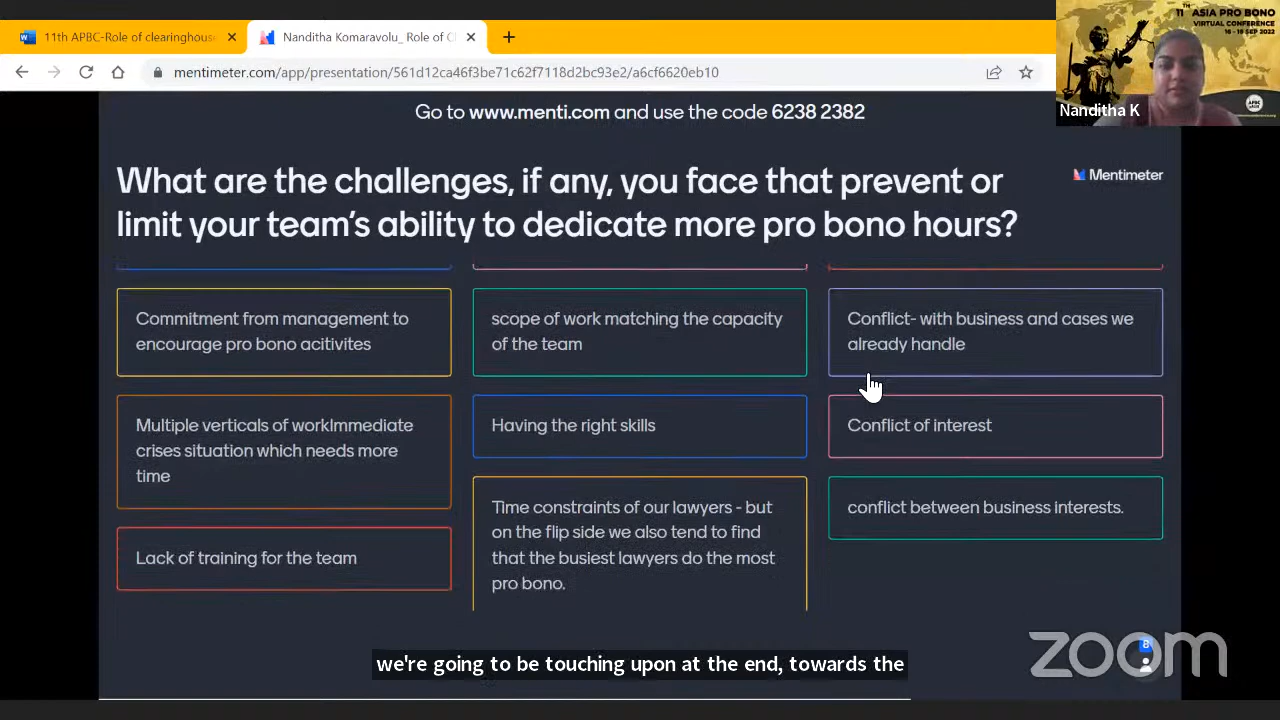 11th APBC-Role of clearinghouse
Nanditha Komaravolu_ Role of C
mentimeter.com/app/presentation/561d12ca46f3be71c62f7118d2bc93e2/a6cf6620eb10
11TH ASIA PRO BONO
VIRTUAL CONFERENCE
Nanditha K
Go to www.menti.com and use the code 6238 2382
What are the challenges, if any, you face that prevent or
limit your team's ability to dedicate more pro bono hours?
Mentimeter
Commitment from management to
encourage pro bono acitivites
Multiple verticals of workImmediate
crises situation which needs more
time
Lack of training for the team
scope of work matching the capacity
of the team
Having the right skills
Time constraints of our lawyers - but
on the flip side we also tend to find
that the busiest lawyers do the most
pro bono.
Conflict- with business and cases we
already handle
Conflict of interest
conflict between business interests.
8
zoom
we're going to be touching upon at the end, towards the